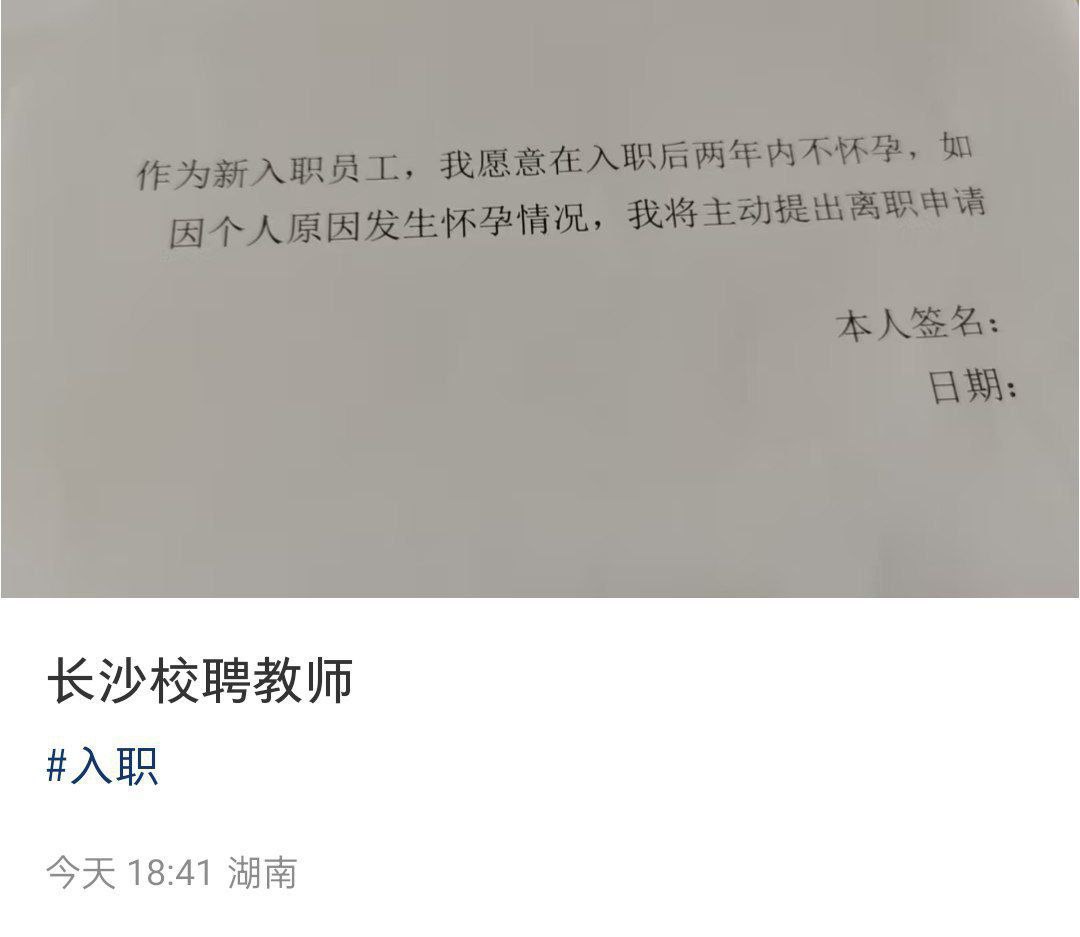 作为新入职员工，我愿意在入职后两年内不怀孕，如
因个人原因发生怀孕情况，我将主动提出离职申请
本人签名：
日期：
长沙校聘教师
#入职
今天 18:41 湖南